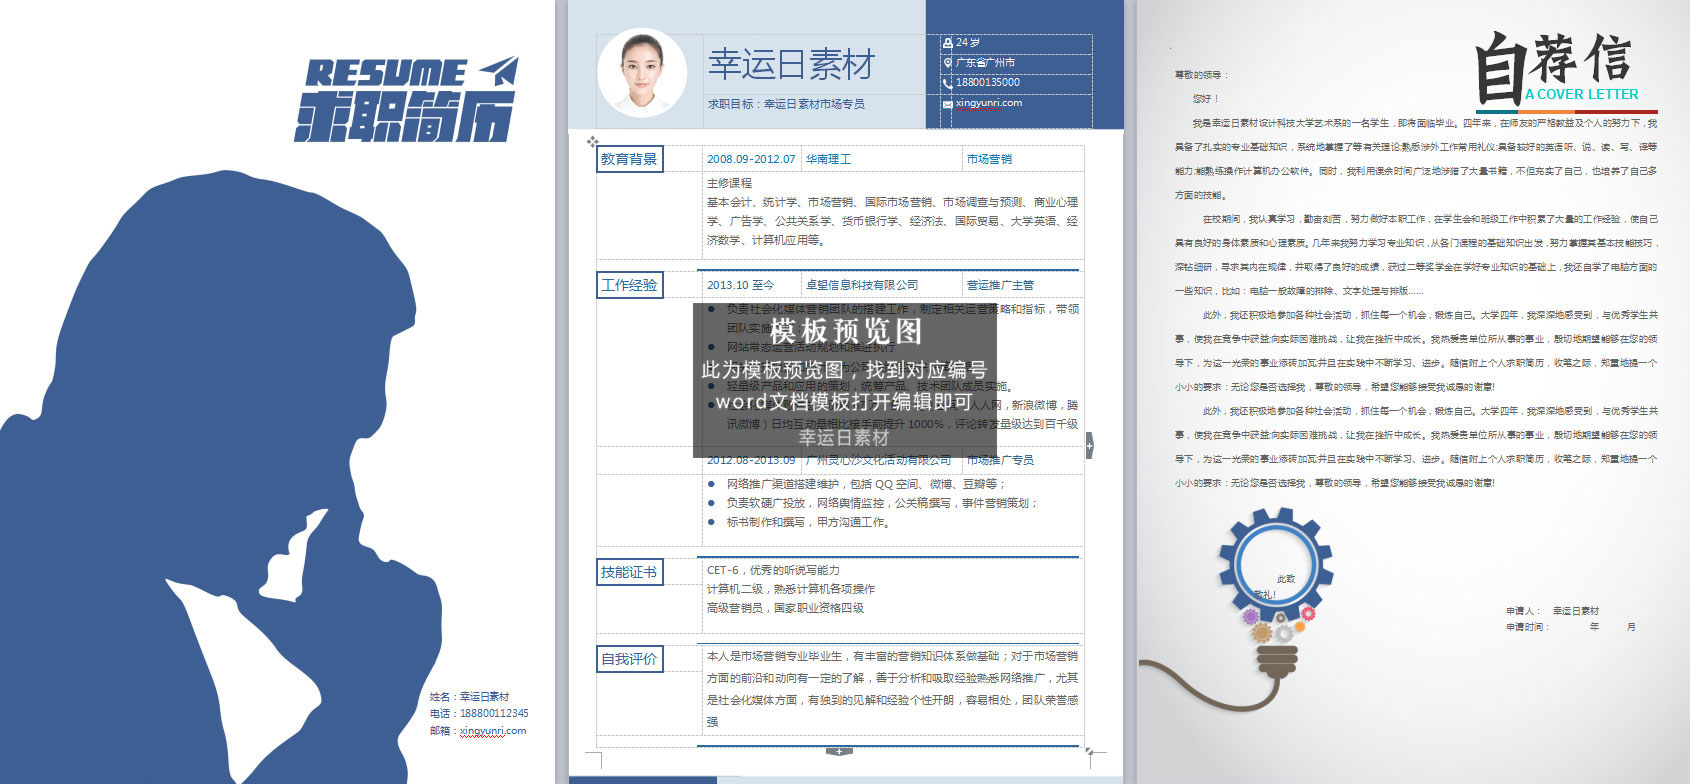 RESUME
求职简历
姓名：幸运日素材
电话：188800112345
邮箱：xingyunri.com
幸运日素材
求职目标：幸运日素材市场专员
24岁
广东省广州市
18800135000
xingyunri.com
教育背景
2008.09-2012.07 华南理工 市场营销
主修课程
基本会计、统计学、市场营销、国际市场营销、市场调查与预测、商业心理
学、广告学、公共关系学、货币银行学、经济法、国际贸易、大学英语、经
济数学、计算机应用等。
工作经验
2013.10 至今 卓望信息科技有限公司 营运推广主管
负责社会化媒体营销团队的搭建工作，制定相关运营策略和指标，带领
团队实施
网站常态运营活动规划和推进执行
轻量级产品和应用的策划，统筹产品、技术团队成员实施。
人人网，新浪微博，腾
讯微博）日均互动量相比接手前提升1000%，评论转发量级达到百千级
模板预览图
此为模板预览图，找到对应编号
word文档模板打开编辑即可
幸运日素材
2012.08-2013.09 广州灵心沙文化活动有限公司 市场推广专员
网络推广渠道搭建维护，包括QQ空间、微博、豆瓣等；
负责软硬广投放，网络舆情监控，公关稿撰写，事件营销策划；
标书制作和撰写，甲方沟通工作。
技能证书
CET-6，优秀的听说写能力
计算机二级，熟悉计算机各项操作
高级营销员，国家职业资格四级
自我评价
本人是市场营销专业毕业生，有丰富的营销知识体系做基础；对于市场营销
方面的前沿和动向有一定的了解，善于分析和吸取经验熟悉网络推广，尤其
是社会化媒体方面，有独到的见解和经验个性开朗，容易相处，团队荣誉感
强
自荐信
A COVER LETTER
尊敬的领导：
您好！
我是幸运日素材设计科技大学艺术系的一名学生，即将面临毕业。四年来，在师友的严格教益及个人的努力下，我
具备了扎实的专业基础知识，系统地掌握了等有关理论;熟悉涉外工作常用礼仪;具备较好的英语听、说、读、写、译等
能力;能熟练操作计算机办公软件。同时，我利用课余时间广泛地涉猎了大量书籍，不但充实了自己，也培养了自己多
方面的技能。
在校期间，我认真学习，勤奋刻苦，努力做好本职工作，在学生会和班级工作中积累了大量的工作经验，使自己
具有良好的身体素质和心理素质。几年来我努力学习专业知识，从各门课程的基础知识出发，努力掌握其基本技能技巧，
深钻细研，寻求其内在规律，并取得了良好的成绩，获过二等奖学金在学好专业知识的基础上，我还自学了电脑方面的
一些知识，比如：电脑一般故障的排除、文字处理与排版……
此外，我还积极地参加各种社会活动，抓住每一个机会，锻炼自己。大学四年，我深深地感受到，与优秀学生共
事，使我在竞争中获益;向实际困难挑战，让我在挫折中成长。我热爱贵单位所从事的事业，殷切地期望能够在您的领
导下，为这一光荣的事业添砖加瓦并且在实践中不断学习、进步。随信附上个人求职简历，收笔之际，郑重地提一个
小小的要求：无论您是否选择我，尊敬的领导，希望您能够接受我诚恳的谢意!
此外，我还积极地参加各种社会活动，抓住每一个机会，锻炼自己。大学四年，我深深地感受到，与优秀学生共
事，使我在竞争中获益;向实际困难挑战，让我在挫折中成长。我热爱贵单位所从事的事业，殷切地期望能够在您的领
导下，为这一光荣的事业添砖加瓦并且在实践中不断学习、进步。随信附上个人求职简历，收笔之际，郑重地提一个
小小的要求：无论您是否选择我，尊敬的领导，希望您能够接受我诚恳的谢意!
此致
敬礼！
申请人： 幸运日素材
申请时间： 年 月